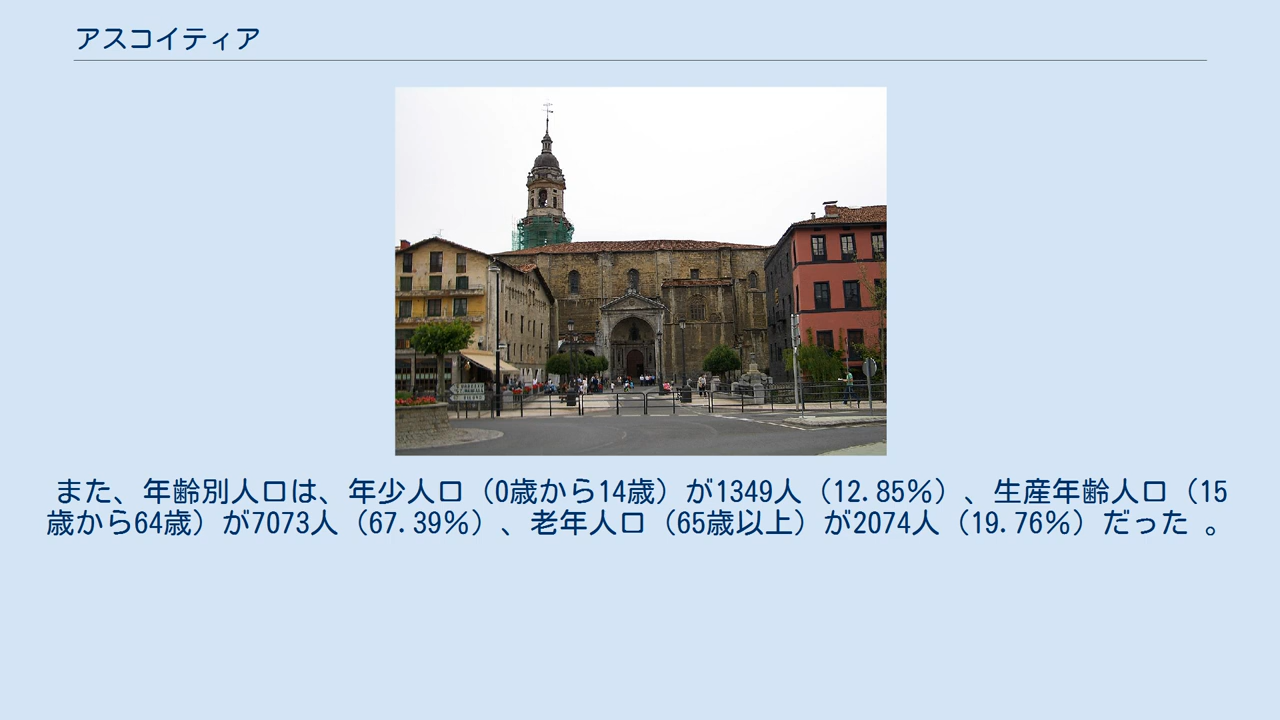 アスコイティア
また、年齢別人口は、年少人口（0歳から14歳）が1349人（12.85％）、生産年齢人口（15
歳から64歳）が7073人（67.39％）、老年人口（65歳以上）が2074人（19.76％）だった 。